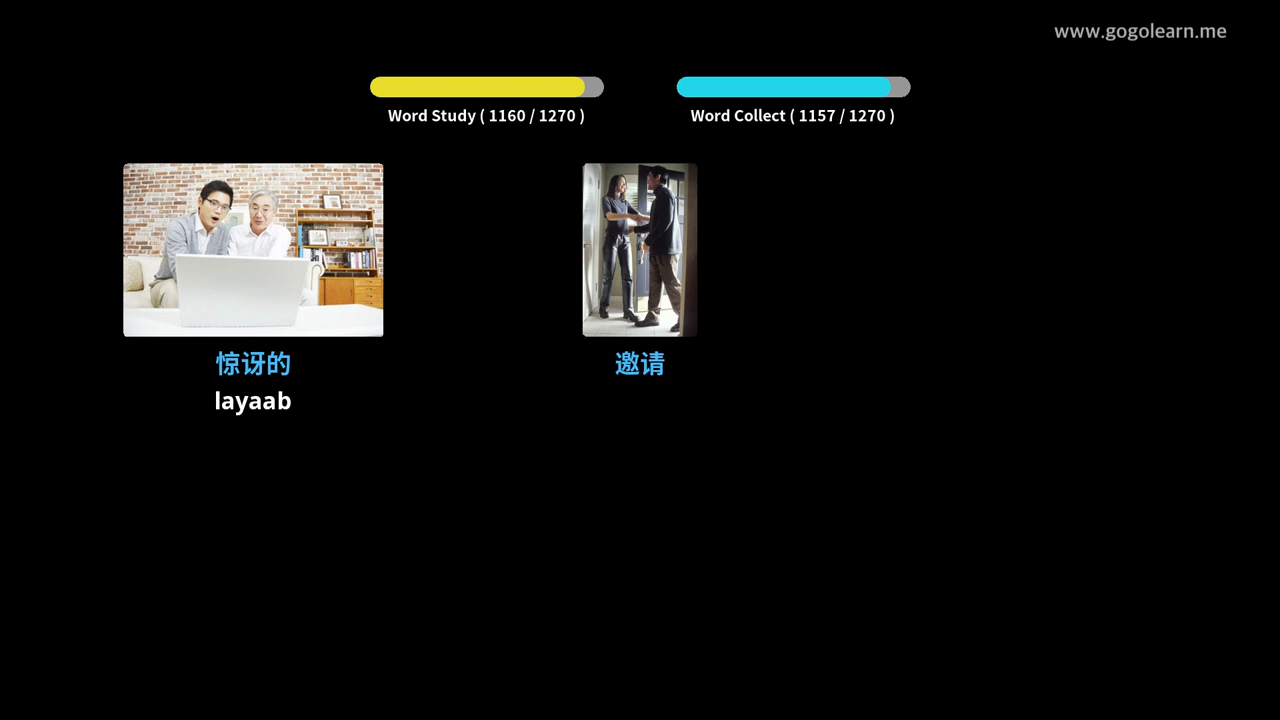 www.gogolearn.me
Word Study ( 1160 / 1270 )
Word Collect ( 1157 / 1270 )
惊讶的
layaab
邀请